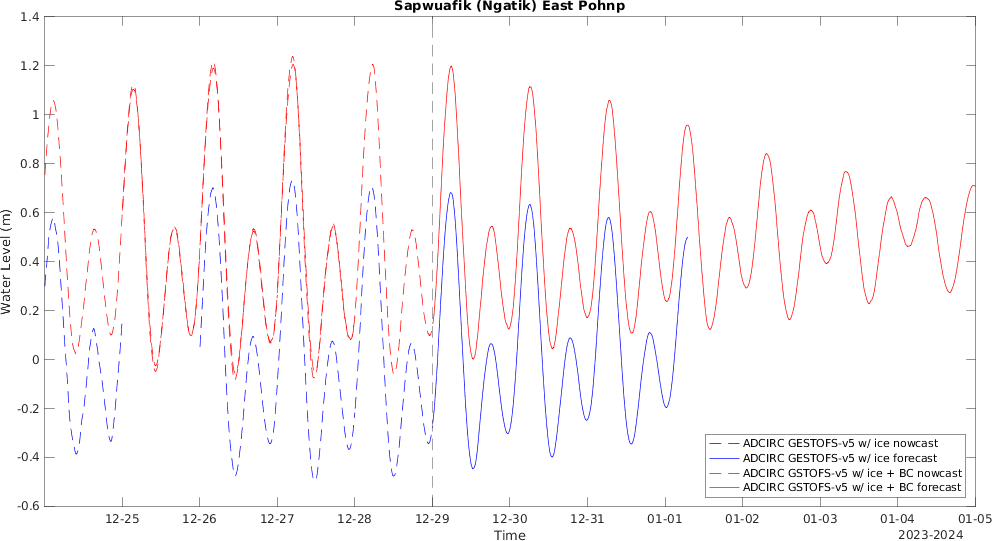 Sapwuafik (Ngatik) East Pohnp
1.4
1.2
1
0.8
0.6
0.4
0.2
0
-0.2
-0.4
-0.6
Water Level (m)
ADCIRC GESTOFS-v5 w/ ice nowcast
ADCIRC GESTOFS-v5 w/ ice forecast
ADCIRC GSTOFS-v5 w/ ice + BC nowcast
ADCIRC GSTOFS-v5 w/ ice + BC forecast
12-25 12-26 12-27 12-28 12-29 12-30 12-31 01-01 01-02 01-03 01-04 01-05
Time
2023-2024